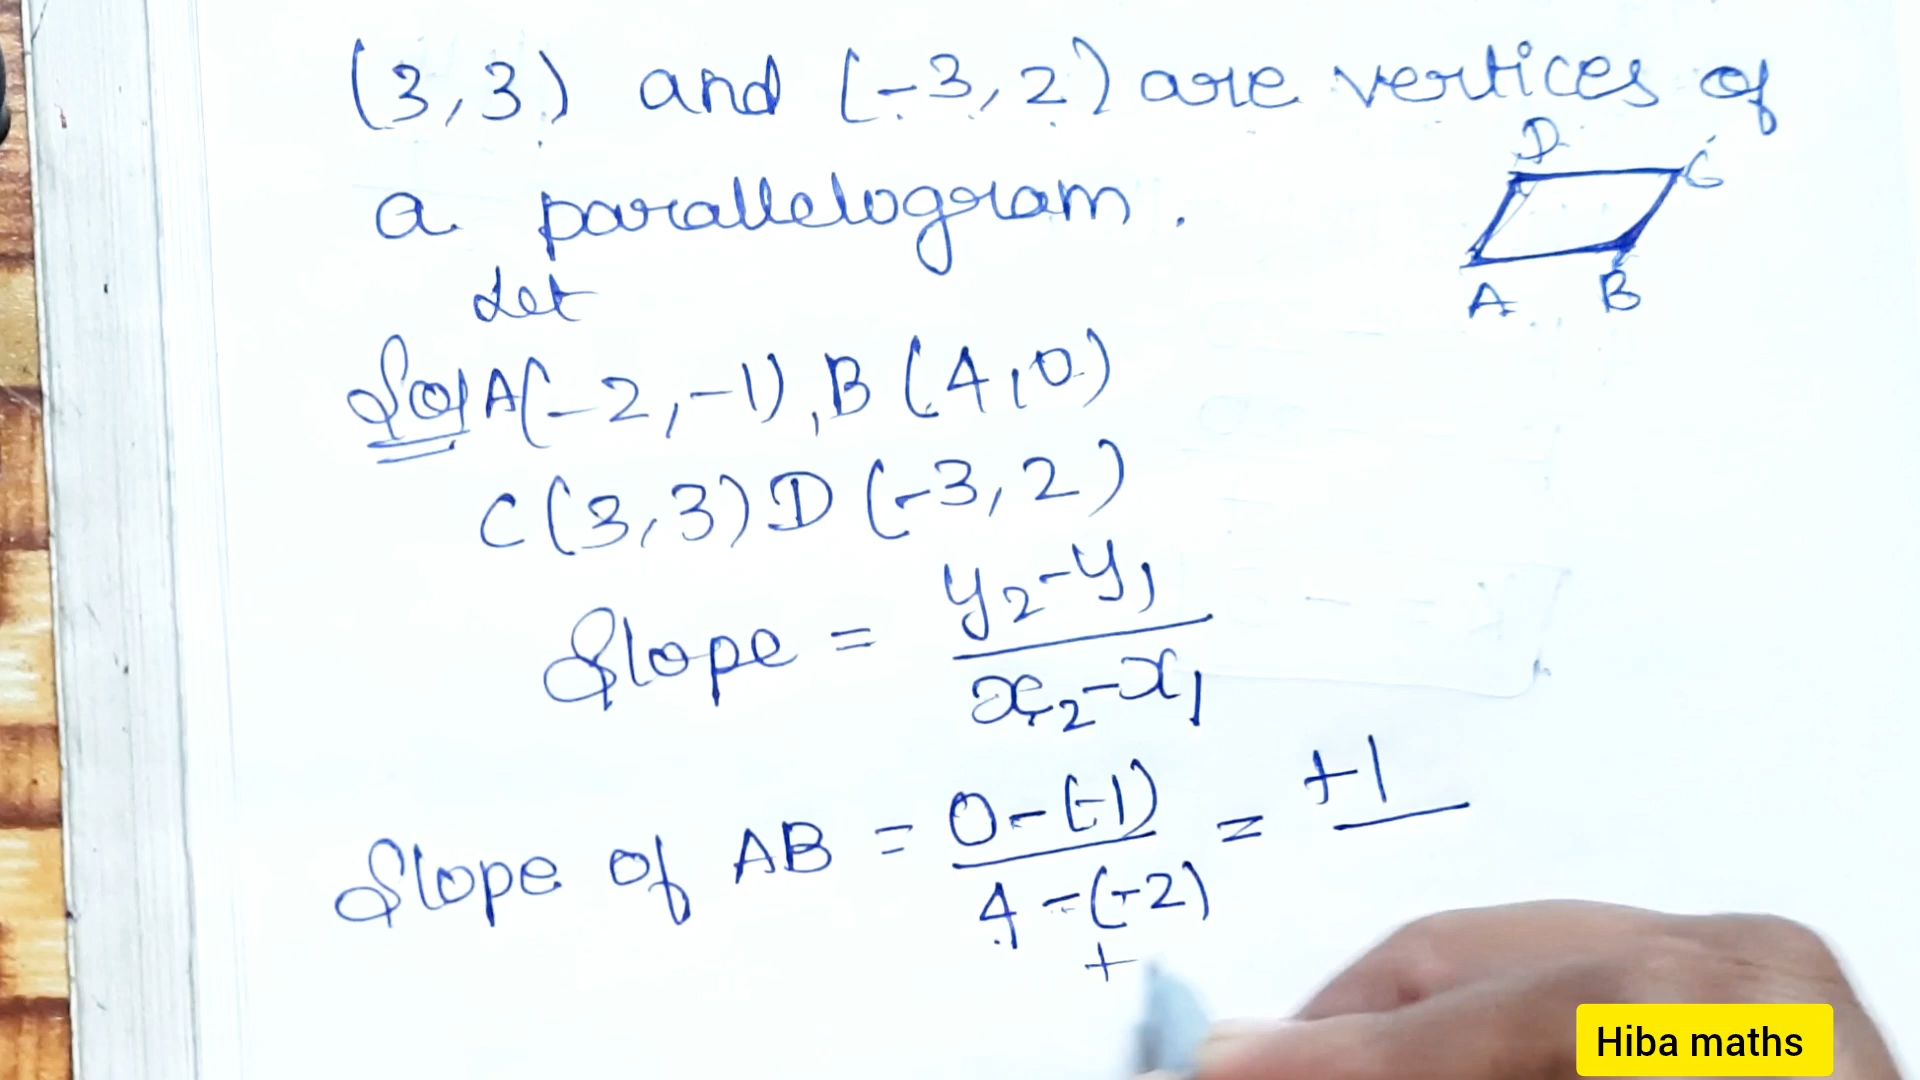 (3,3) and (-3,2) are vertices of
a parallelogram.
D
C
A B
Let
Sol A(-2,-1), B(4,0)
C(3,3) D(-3,2)
Slope = y₂-y₁
x₂-x₁
Slope of AB = 0-(-1) = +1
4-(-2)
+
Hiba maths